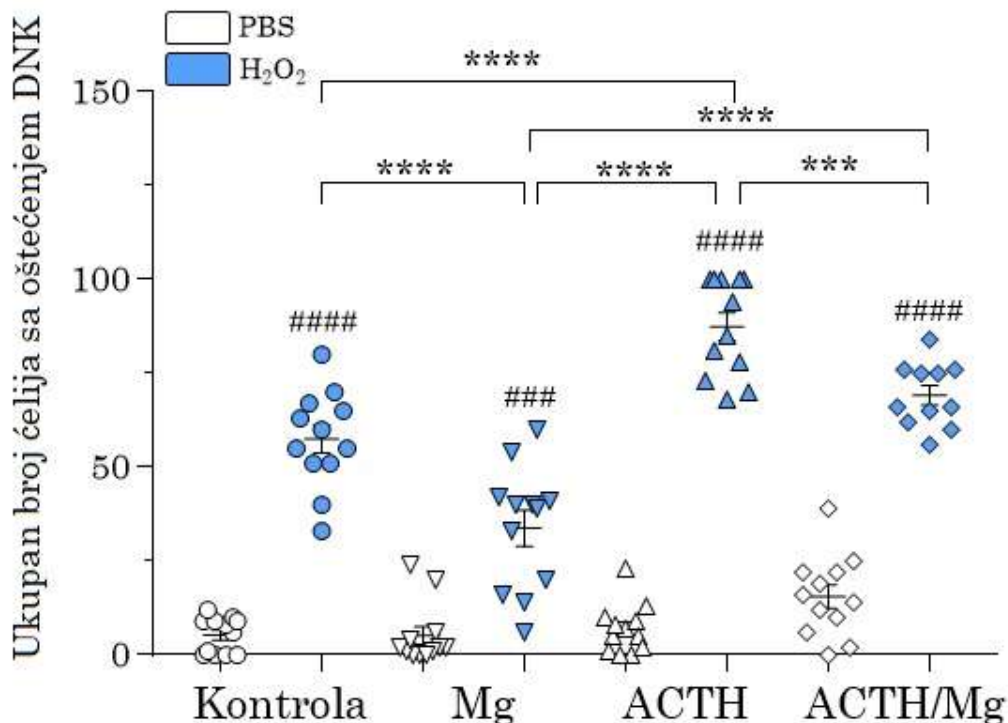 Ukupan broj ćelija sa oštećenjem DNK
PBS
H₂O₂
****
150
****
****
****
***
####
100
####
####
###
50
0
Kontrola
Mg
ACTH
ACTH/Mg